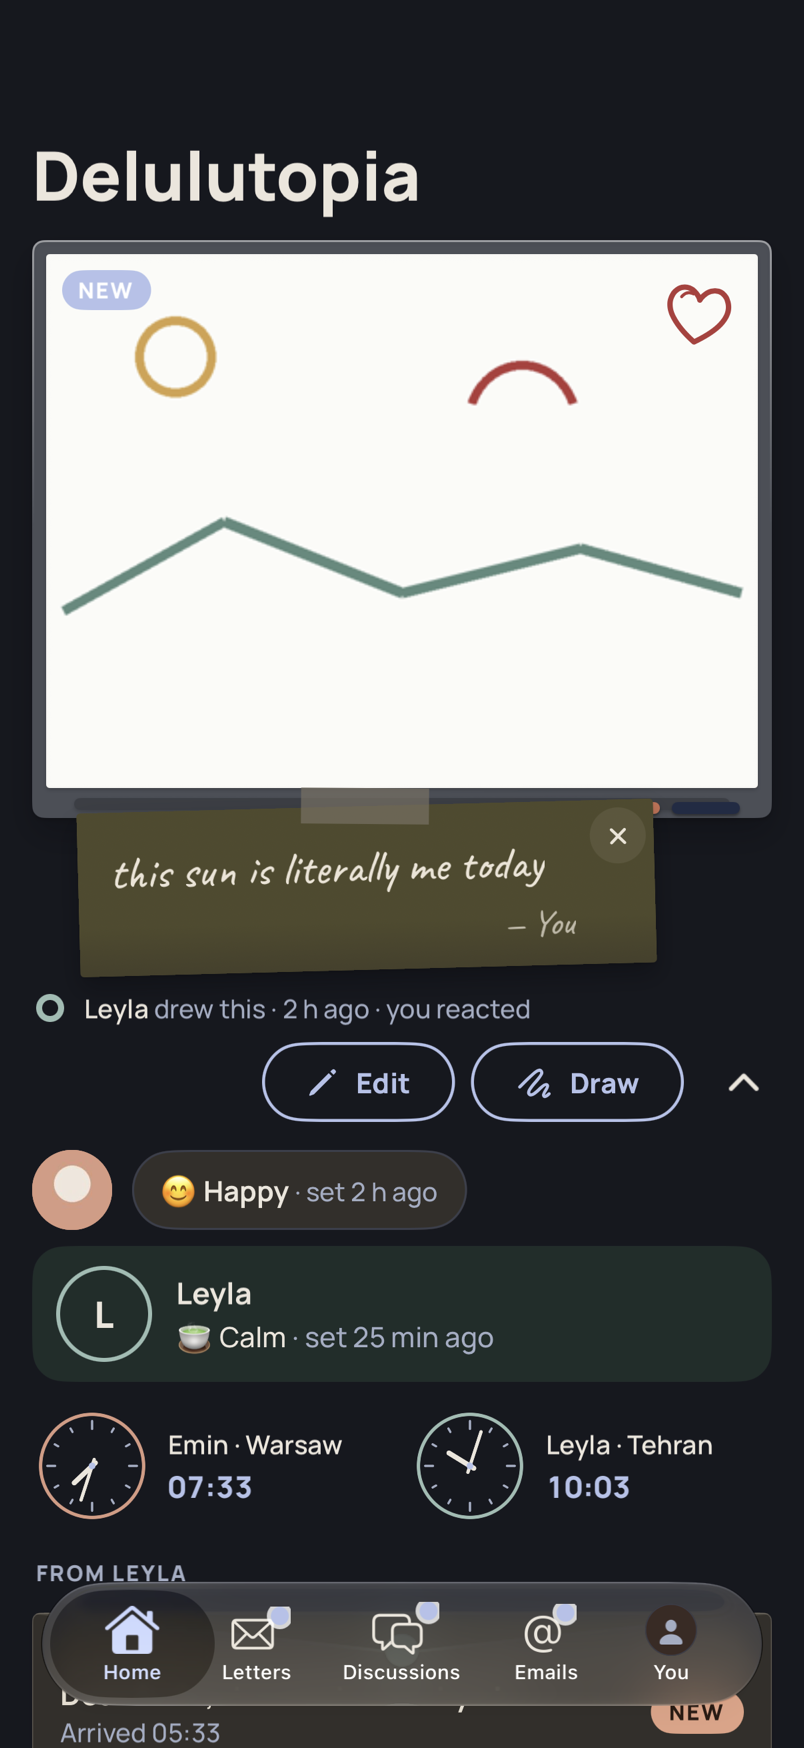 Delulutopia
NEW
this sun is literally me today
– You
Leyla drew this · 2 h ago · you reacted
Edit
Draw
😊 Happy · set 2 h ago
L
Leyla
🍵 Calm · set 25 min ago
Emin · Warsaw
07:33
Leyla · Tehran
10:03
FROM LEYLA
Home
Letters
Discussions
Emails
You
NEW
Arrived 05:33